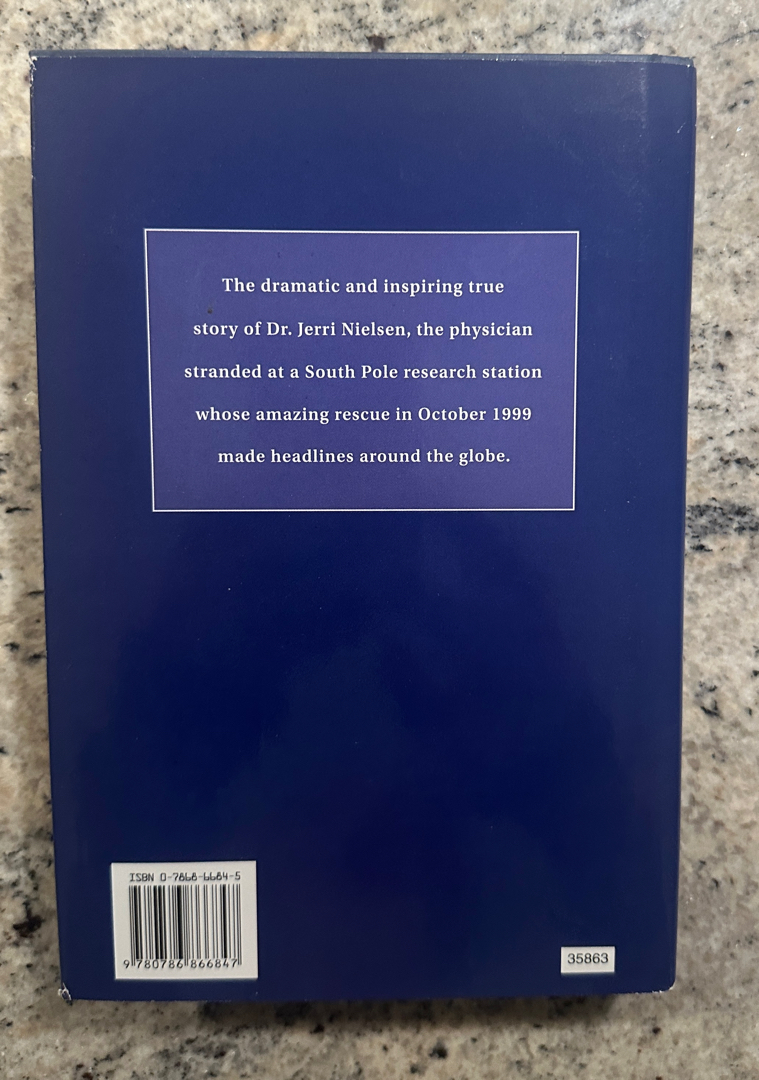 The dramatic and inspiring true
story of Dr. Jerri Nielsen, the physician
stranded at a South Pole research station
whose amazing rescue in October 1999
made headlines around the globe.
ISBN 0-7868-6684-5
9 780786 866847
35863